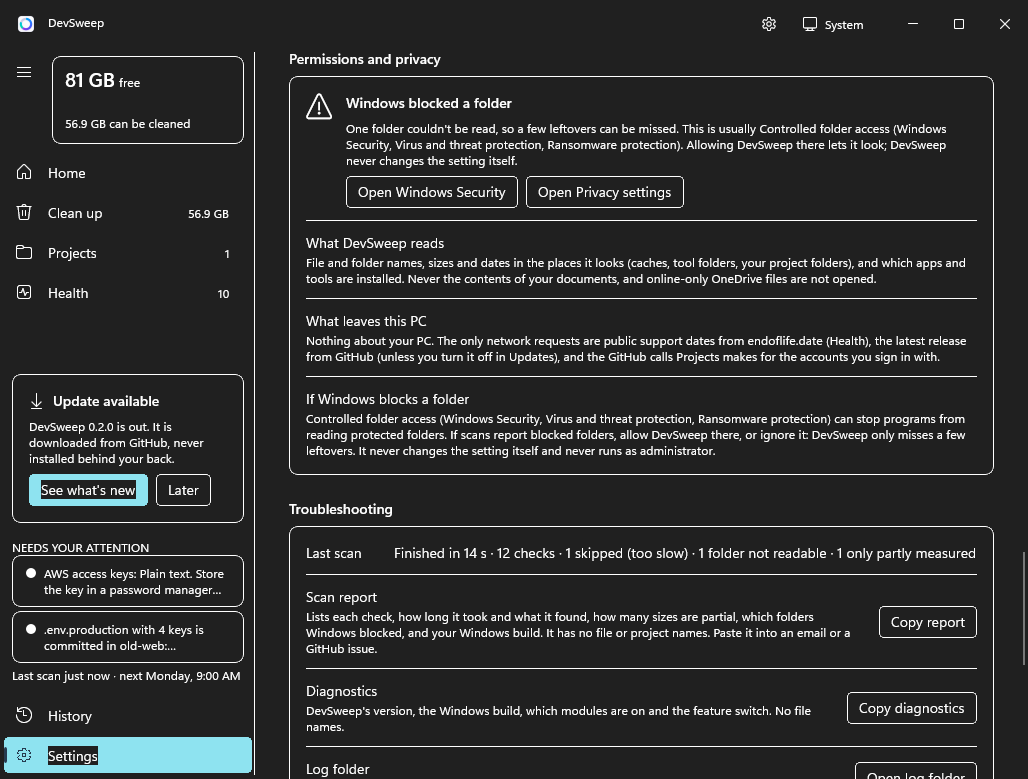 DevSweep
System
81 GB free
56.9 GB can be cleaned
Home
Clean up 56.9 GB
Projects 1
Health 10
Update available
DevSweep 0.2.0 is out. It is
downloaded from GitHub, never
installed behind your back.
See what's new Later
NEEDS YOUR ATTENTION
AWS access keys: Plain text. Store
the key in a password manager...
.env.production with 4 keys is
committed in old-web:...
Last scan just now · next Monday, 9:00 AM
History
Settings
Permissions and privacy
Windows blocked a folder
One folder couldn't be read, so a few leftovers can be missed. This is usually Controlled folder access (Windows
Security, Virus and threat protection, Ransomware protection). Allowing DevSweep there lets it look; DevSweep
never changes the setting itself.
Open Windows Security Open Privacy settings
What DevSweep reads
File and folder names, sizes and dates in the places it looks (caches, tool folders, your project folders), and which apps and
tools are installed. Never the contents of your documents, and online-only OneDrive files are not opened.
What leaves this PC
Nothing about your PC. The only network requests are public support dates from endoflife.date (Health), the latest release
from GitHub (unless you turn it off in Updates), and the GitHub calls Projects makes for the accounts you sign in with.
If Windows blocks a folder
Controlled folder access (Windows Security, Virus and threat protection, Ransomware protection) can stop programs from
reading protected folders. If scans report blocked folders, allow DevSweep there, or ignore it: DevSweep only misses a few
leftovers. It never changes the setting itself and never runs as administrator.
Troubleshooting
Last scan Finished in 14 s · 12 checks · 1 skipped (too slow) · 1 folder not readable · 1 only partly measured
Scan report
Lists each check, how long it took and what it found, how many sizes are partial, which folders
Windows blocked, and your Windows build. It has no file or project names. Paste it into an email or a
GitHub issue.
Copy report
Diagnostics
DevSweep's version, the Windows build, which modules are on and the feature switch. No file
names.
Copy diagnostics
Log folder
Open log folder